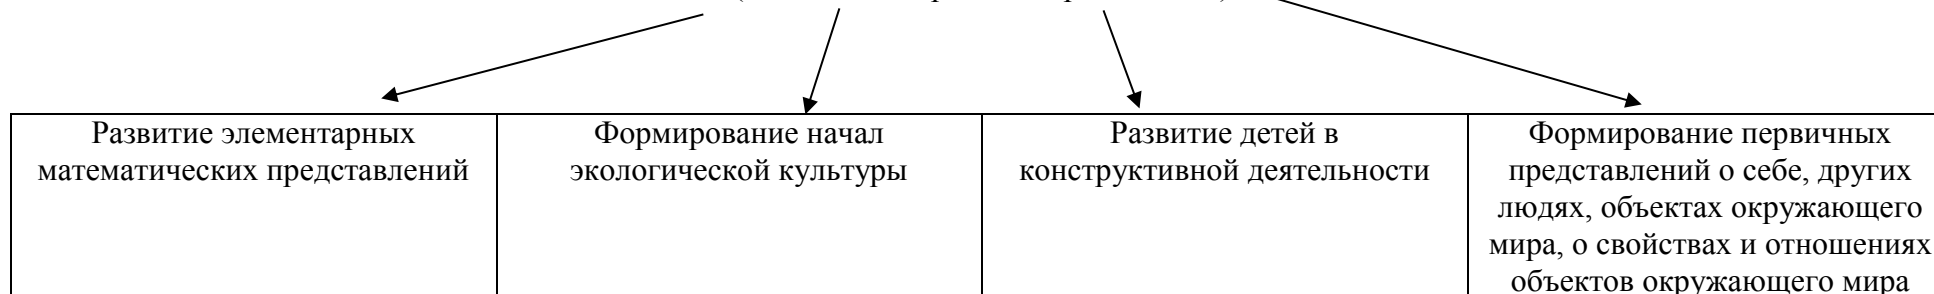 Развитие элементарных
математических представлений
Формирование начал
экологической культуры
Развитие детей в
конструктивной деятельности
Формирование первичных
представлений о себе, других
людях, объектах окружающего
мира, о свойствах и отношениях
объектов окружающего мира